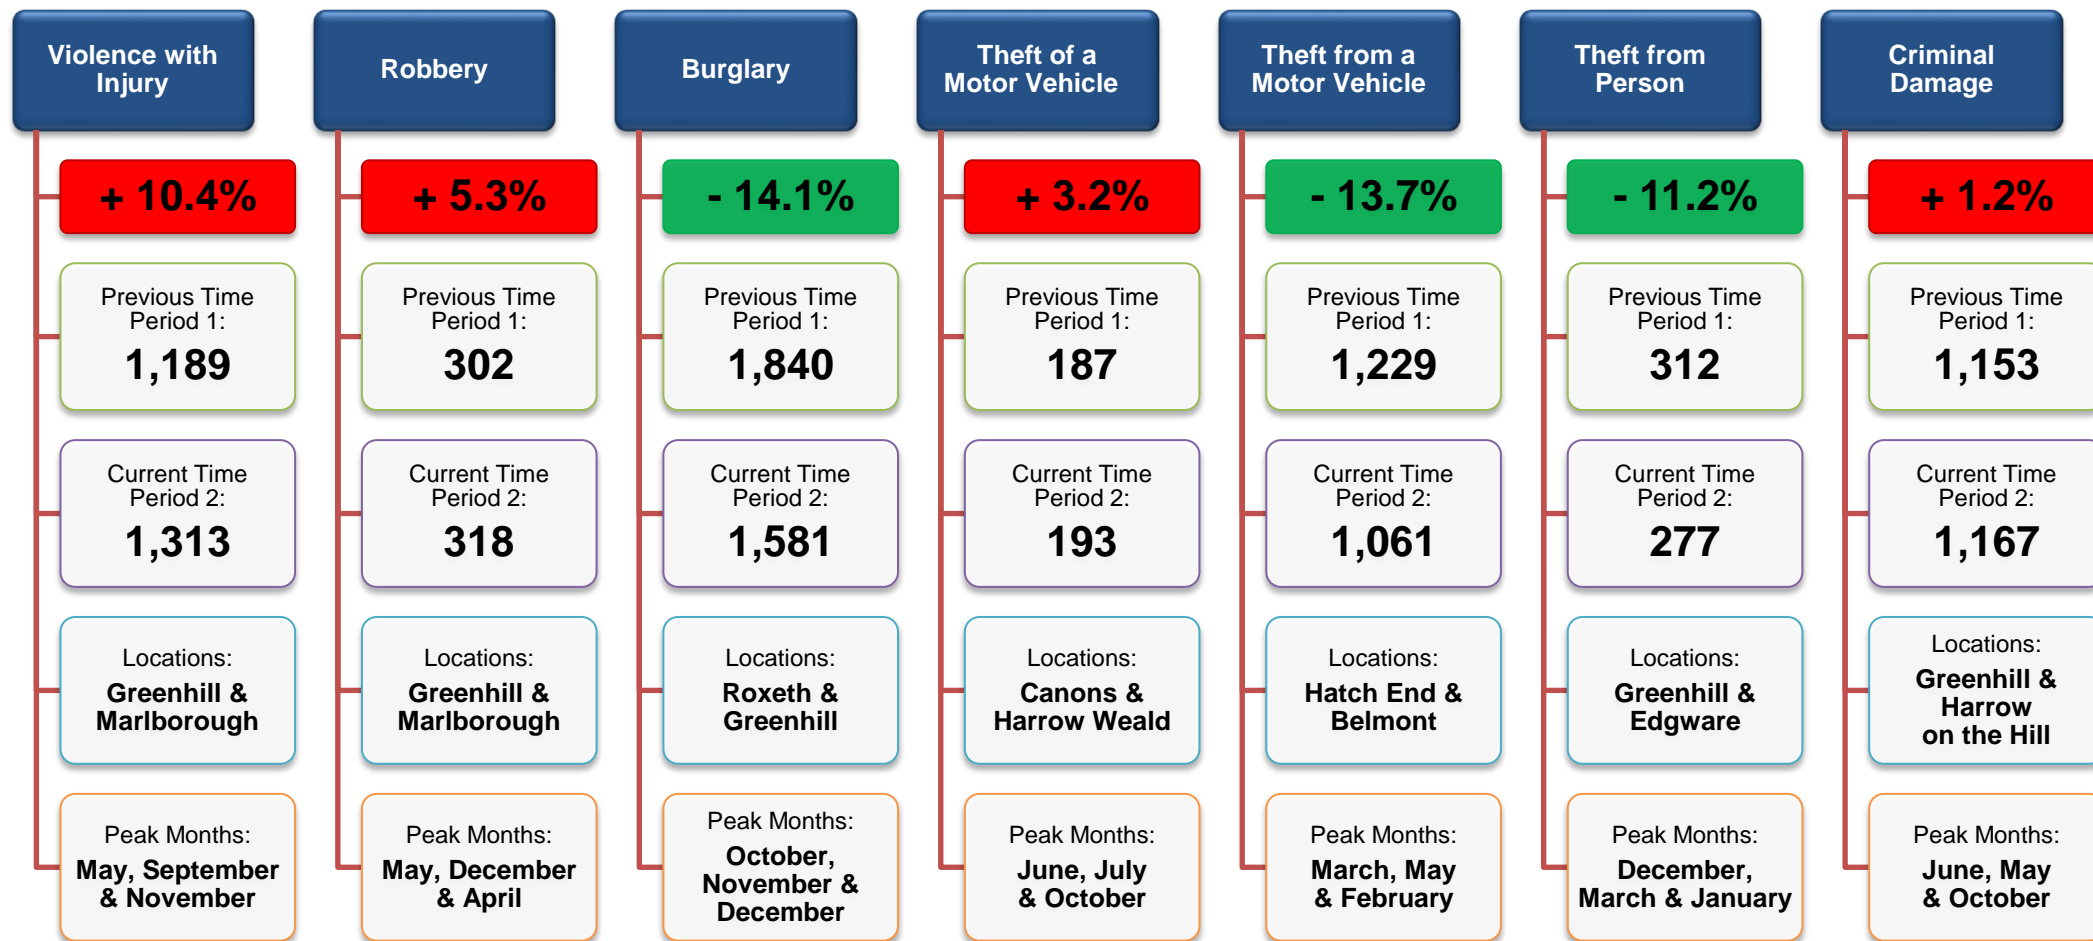 Violence with
Injury
+ 10.4%
Previous Time
Period 1:
1,189
Current Time
Period 2:
1,313
Locations:
Greenhill &
Marlborough
Peak Months:
May, September
& November
Robbery
+ 5.3%
Previous Time
Period 1:
302
Current Time
Period 2:
318
Locations:
Greenhill &
Marlborough
Peak Months:
May, December
& April
Burglary
- 14.1%
Previous Time
Period 1:
1,840
Current Time
Period 2:
1,581
Locations:
Roxeth &
Greenhill
Peak Months:
October,
November &
December
Theft of a
Motor Vehicle
+ 3.2%
Previous Time
Period 1:
187
Current Time
Period 2:
193
Locations:
Canons &
Harrow Weald
Peak Months:
June, July
& October
Theft from a
Motor Vehicle
- 13.7%
Previous Time
Period 1:
1,229
Current Time
Period 2:
1,061
Locations:
Hatch End &
Belmont
Peak Months:
March, May
& February
Theft from
Person
- 11.2%
Previous Time
Period 1:
312
Current Time
Period 2:
277
Locations:
Greenhill &
Edgware
Peak Months:
December,
March & January
Criminal
Damage
+ 1.2%
Previous Time
Period 1:
1,153
Current Time
Period 2:
1,167
Locations:
Greenhill &
Harrow
on the Hill
Peak Months:
June, May
& October